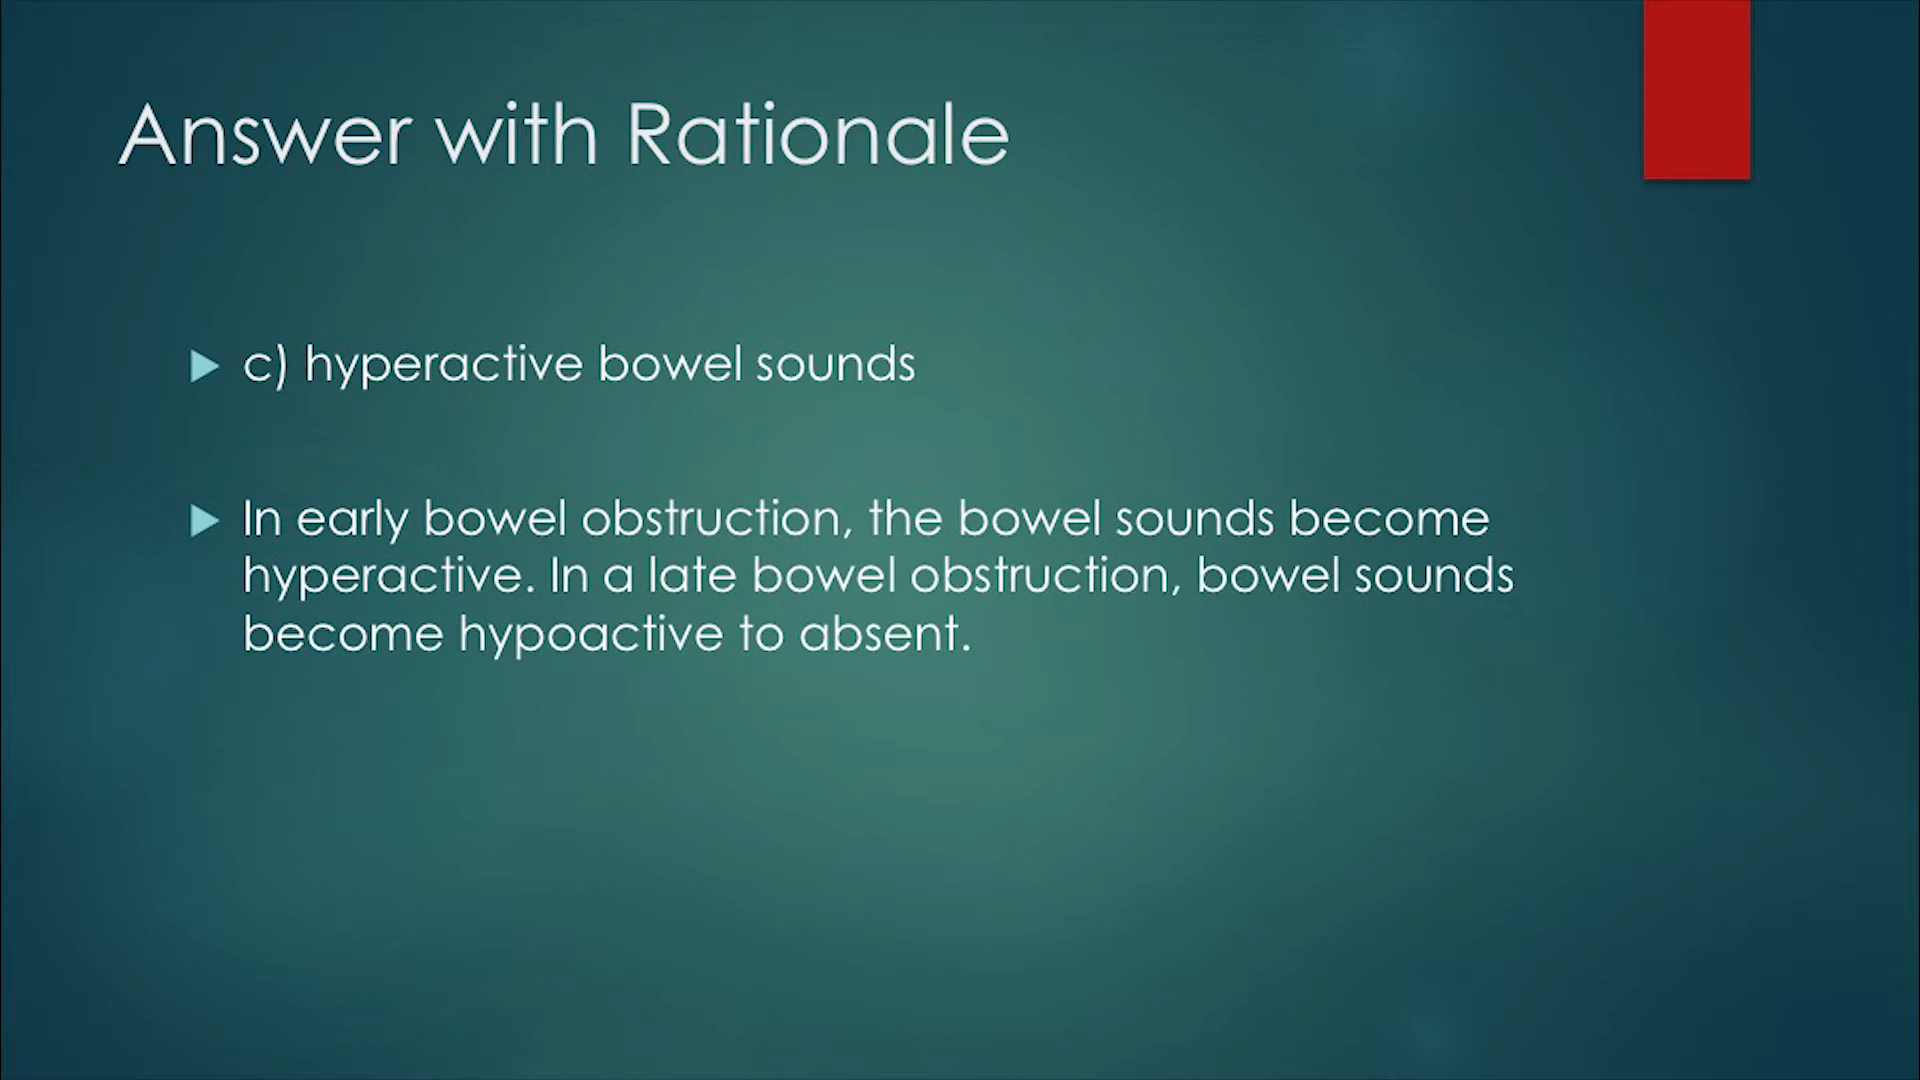 Answer with Rationale
c) hyperactive bowel sounds
In early bowel obstruction, the bowel sounds become
hyperactive. In a late bowel obstruction, bowel sounds
become hypoactive to absent.